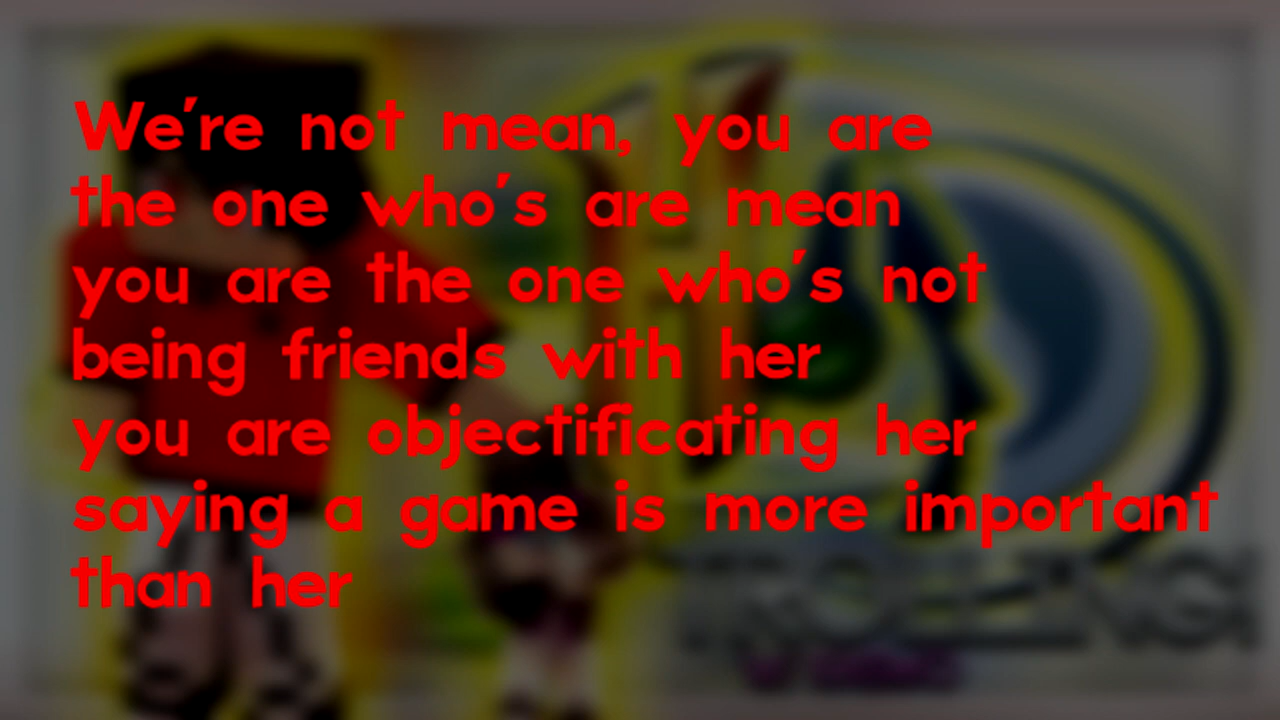 We're not mean, you are
the one who's are mean
you are the one who's not
being friends with her
you are objectificating her
saying a game is more important
than her